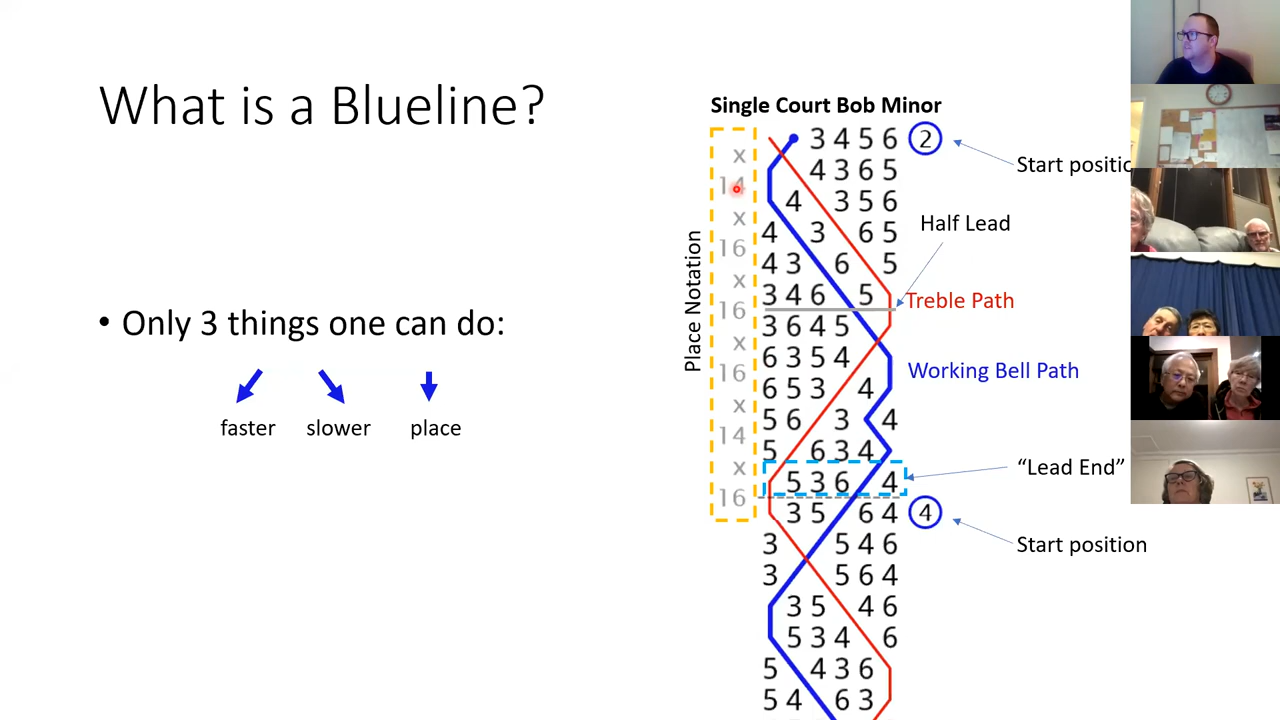 What is a Blueline?
• Only 3 things one can do:
faster slower place
Single Court Bob Minor
Place Notation
x
14
x
16
x
16
x
16
x
14
x
16
3 4 5 6 2
4 3 6 5
4 3 5 6
4 3 6 5
4 3 6 5
3 4 6 5
3 6 4 5
6 3 5 4
6 5 3 4
5 6 3 4
5 6 3 4
5 3 6 4
3 5 6 4 4
3 5 4 6
3 5 6 4
3 5 4 6
5 3 4 6
5 4 3 6
5 4 6 3
Start positio
Half Lead
Treble Path
Working Bell Path
“Lead End”
Start position